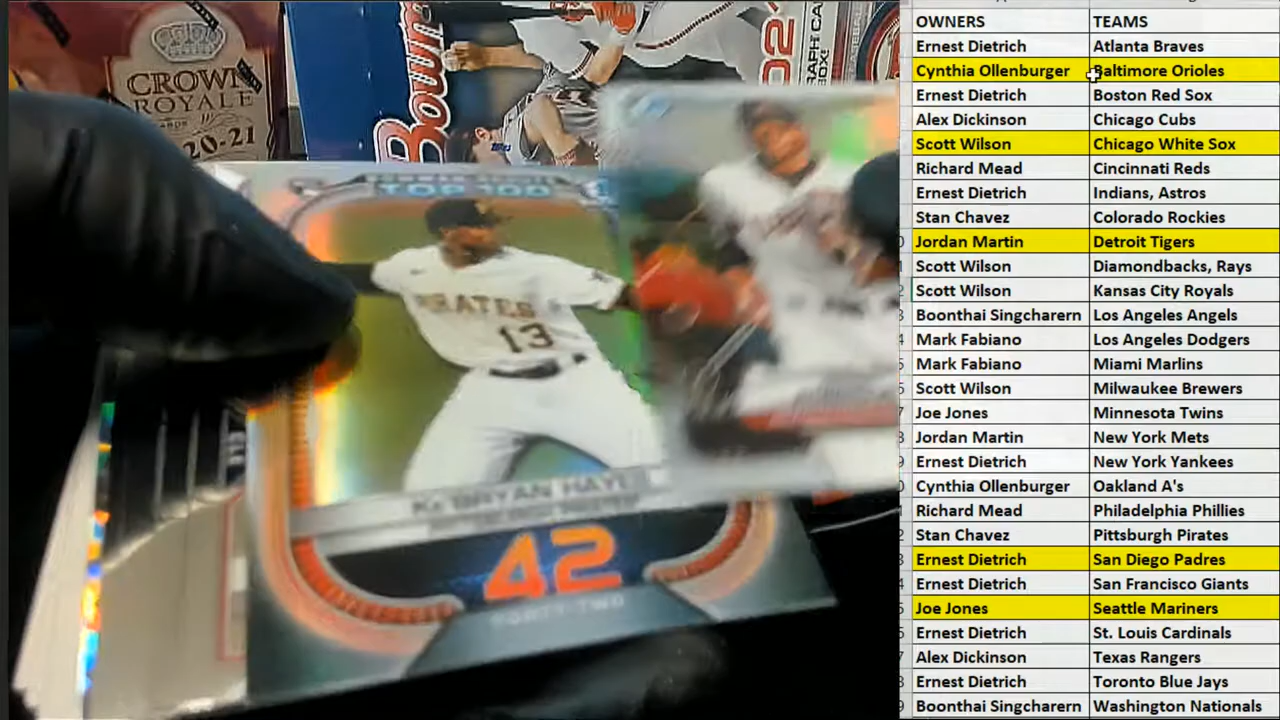 CROWN
ROYALE
20-21
Bowm
TOP 100
PIRATES
13
KE'BRYAN HAYES
42
FORTY-TWO
OWNERS TEAMS
Ernest Dietrich Atlanta Braves
Cynthia Ollenburger Baltimore Orioles
Ernest Dietrich Boston Red Sox
Alex Dickinson Chicago Cubs
Scott Wilson Chicago White Sox
Richard Mead Cincinnati Reds
Ernest Dietrich Indians, Astros
Stan Chavez Colorado Rockies
Jordan Martin Detroit Tigers
Scott Wilson Diamondbacks, Rays
Scott Wilson Kansas City Royals
Boonthai Singcharern Los Angeles Angels
Mark Fabiano Los Angeles Dodgers
Mark Fabiano Miami Marlins
Scott Wilson Milwaukee Brewers
Joe Jones Minnesota Twins
Jordan Martin New York Mets
Ernest Dietrich New York Yankees
Cynthia Ollenburger Oakland A's
Richard Mead Philadelphia Phillies
Stan Chavez Pittsburgh Pirates
Ernest Dietrich San Diego Padres
Ernest Dietrich San Francisco Giants
Joe Jones Seattle Mariners
Ernest Dietrich St. Louis Cardinals
Alex Dickinson Texas Rangers
Ernest Dietrich Toronto Blue Jays
Boonthai Singcharern Washington Nationals